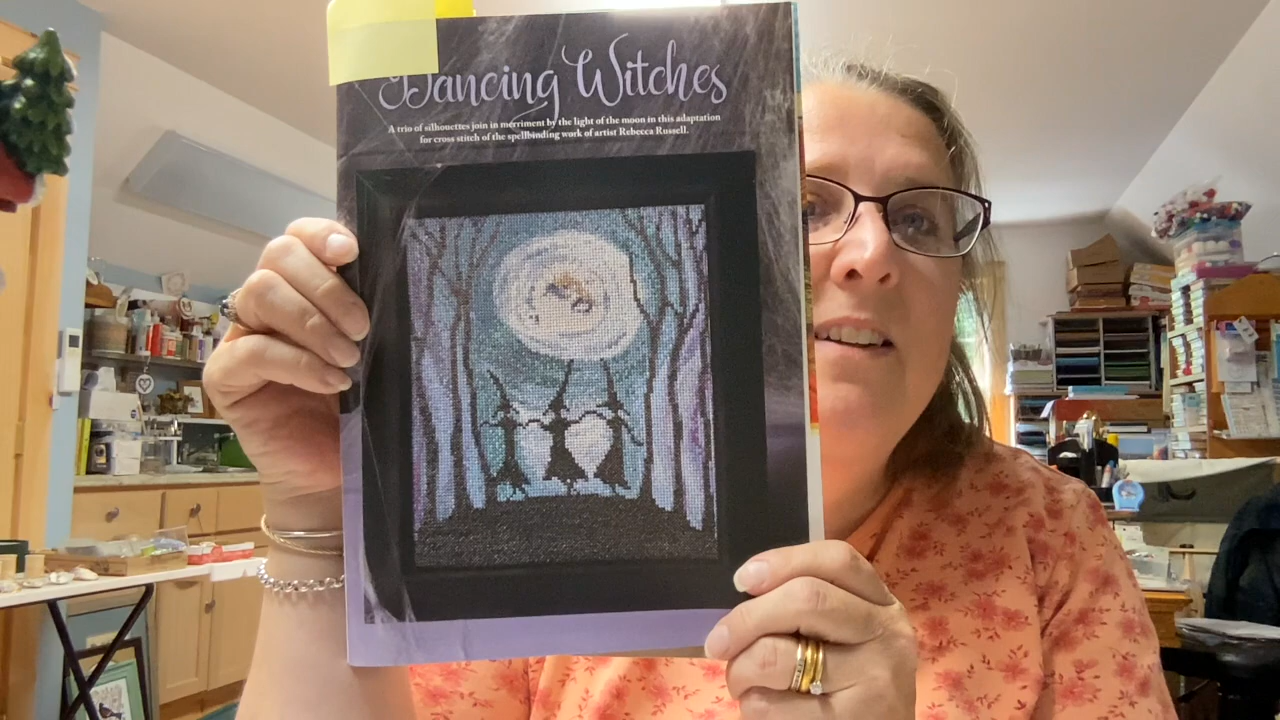 Dancing Witches
A trio of silhouettes join in merriment by the light of the moon in this adaptation
for cross stitch of the spellbinding work of artist Rebecca Russell.